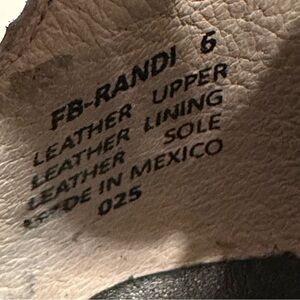 FB-RANDI 6
LEATHER UPPER
LEATHER LINING
LEATHER SOLE
MADE IN MEXICO
025